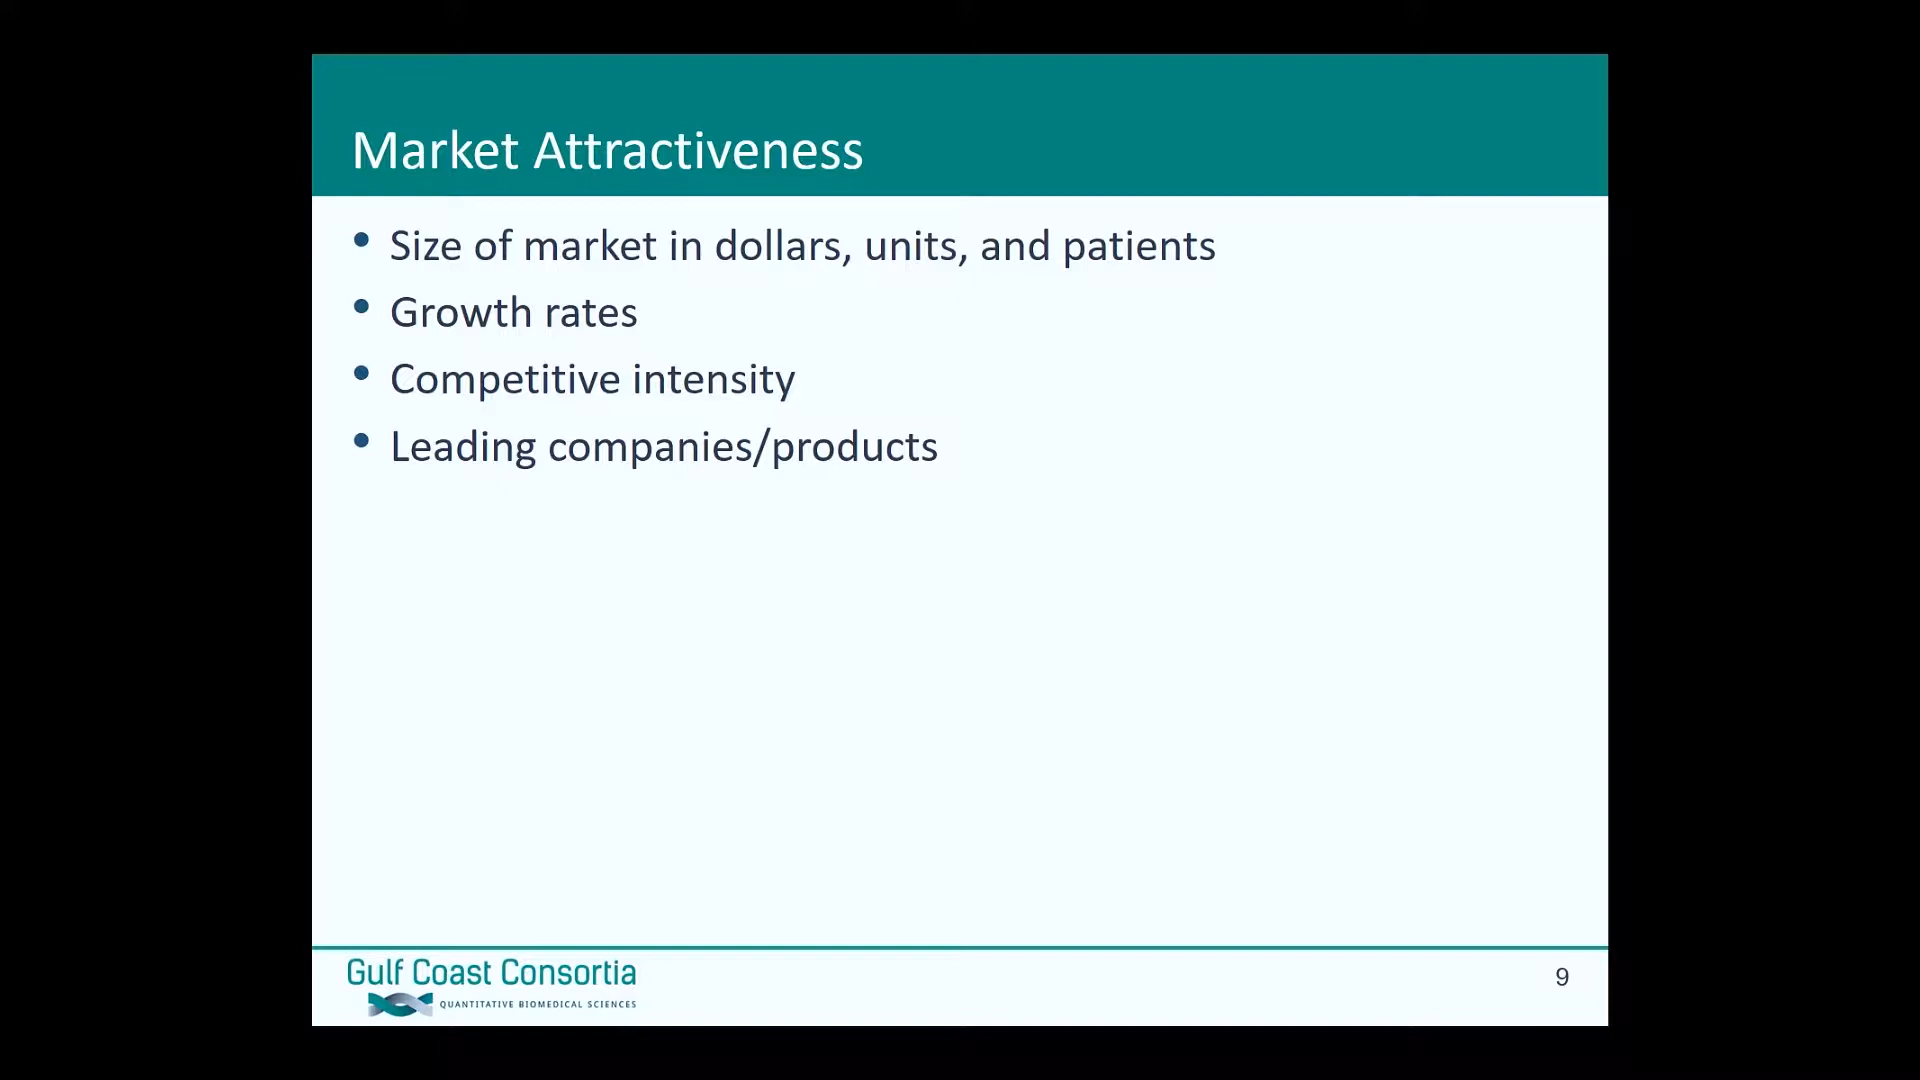 Market Attractiveness
• Size of market in dollars, units, and patients
• Growth rates
• Competitive intensity
• Leading companies/products
Gulf Coast Consortia
QUANTITATIVE BIOMEDICAL SCIENCES
9